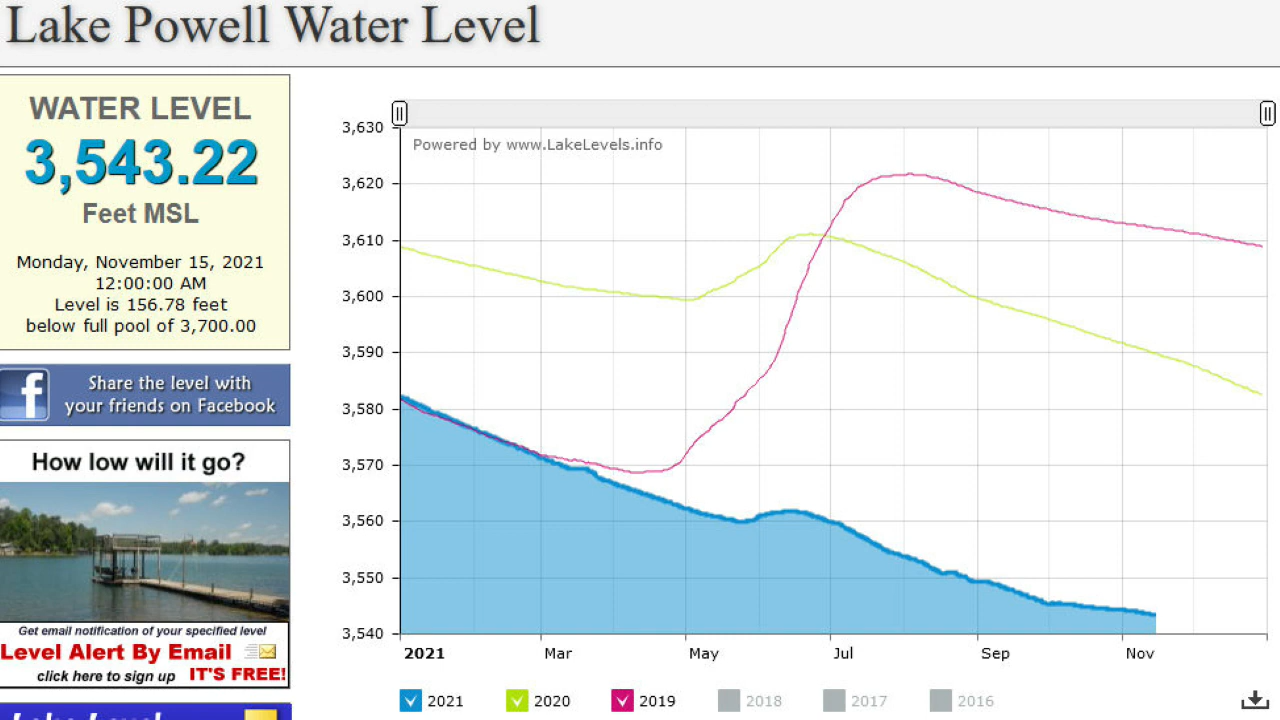 Lake Powell Water Level
WATER LEVEL
3,543.22
Feet MSL
Monday, November 15, 2021
12:00:00 AM
Level is 156.78 feet
below full pool of 3,700.00
f
Share the level with
your friends on Facebook
How low will it go?
Get email notification of your specified level
Level Alert By Email
click here to sign up IT'S FREE!
Lake Level
Powered by www.LakeLevels.info
3,630
3,620
3,610
3,600
3,590
3,580
3,570
3,560
3,550
3,540
2021 Mar May Jul Sep Nov
2021 2020 2019 2018 2017 2016